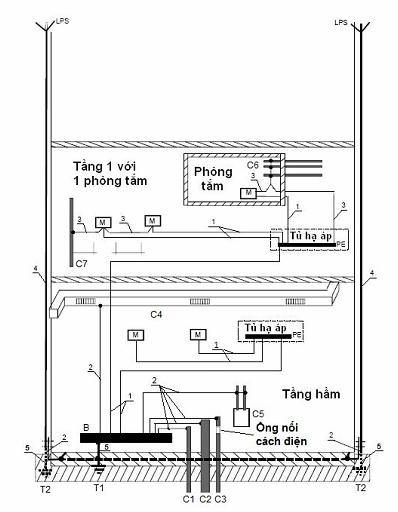 LPS
LPS
Tầng 1 với
1 phòng tắm
Phòng
tắm
C6
M
1
3
3
M
3
M
1
Tủ hạ áp
PE
C7
4
4
C4
M
M
Tủ hạ áp
PE
1
2
1
2
Tầng hầm
C5
Ống nối
cách điện
B
5
2
5
2
5
T2
T1
C1
C2
C3
T2